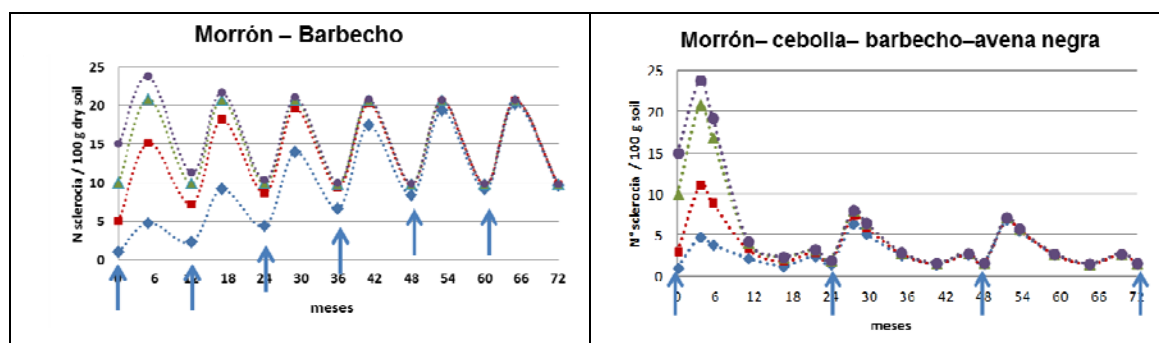 Morrón – Barbecho
N sclerocia / 100 g dry soil
25
20
15
10
5
0
0 6 12 18 24 30 36 42 48 54 60 66 72
meses
Morrón– cebolla– barbecho–avena negra
N° sclerocia / 100 g soil
25
20
15
10
5
0
0 6 12 18 24 30 36 42 48 54 60 66 72
meses